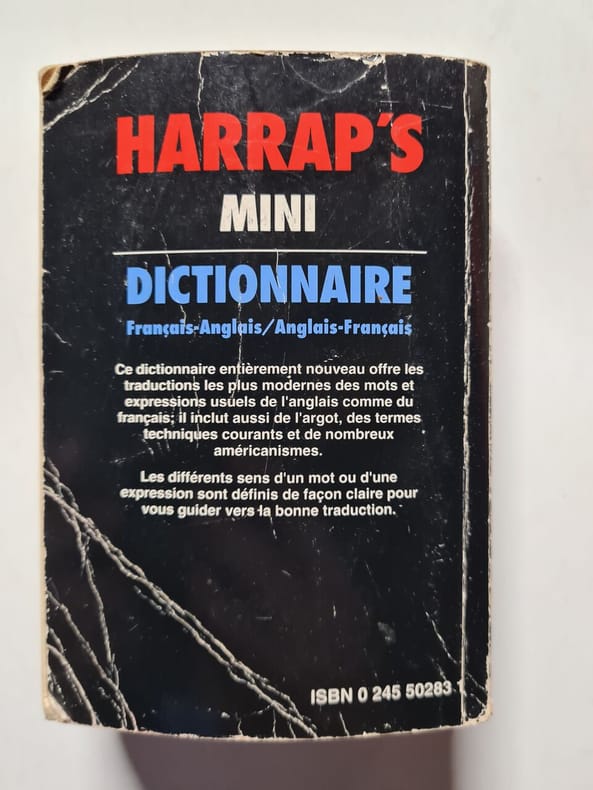 HARRAP'S
MINI
DICTIONNAIRE
Français-Anglais/Anglais-Français
Ce dictionnaire entièrement nouveau offre les
traductions les plus modernes des mots et
expressions usuels de l'anglais comme du
français; il inclut aussi de l'argot, des termes
techniques courants et de nombreux
américanismes.
Les différents sens d'un mot ou d'une
expression sont définis de façon claire pour
vous guider vers la bonne traduction.
ISBN 0 245 50283 1